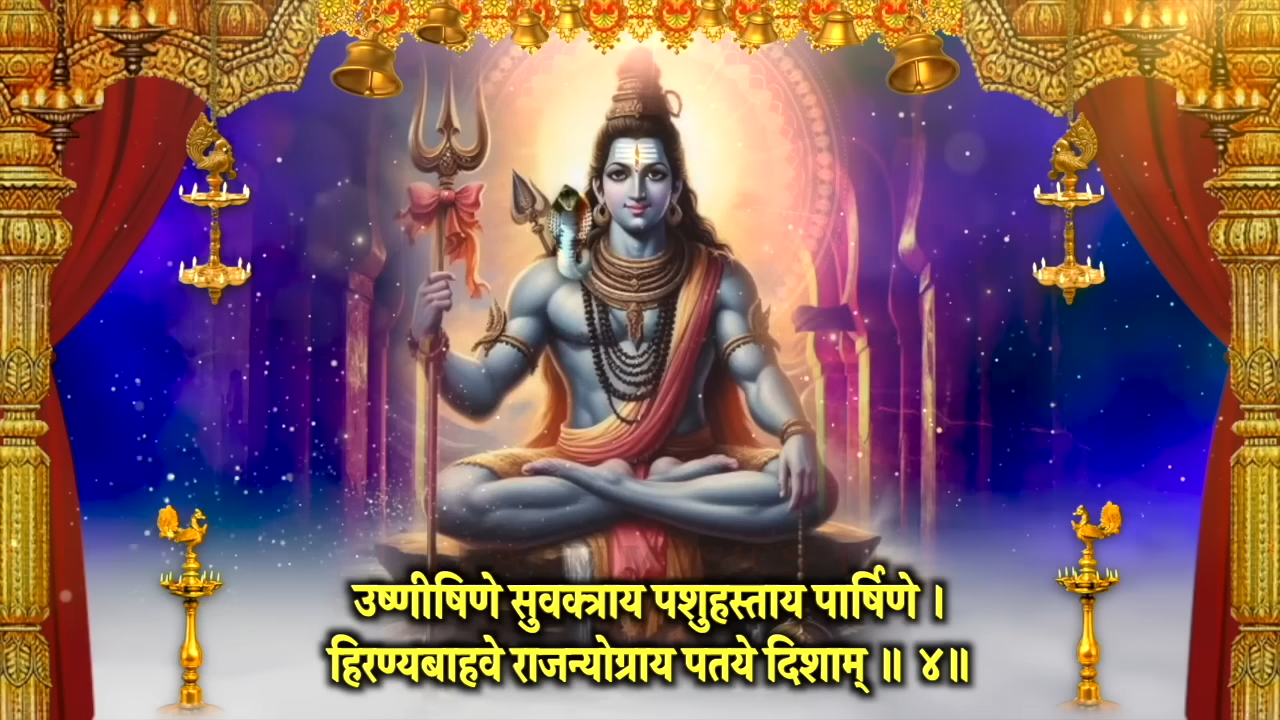 उष्णीषिणे सुवक्त्राय पशुहस्ताय पार्षिणे ।
हिरण्यबाहवे राजन्योग्राय पतये दिशाम् ॥ ४॥